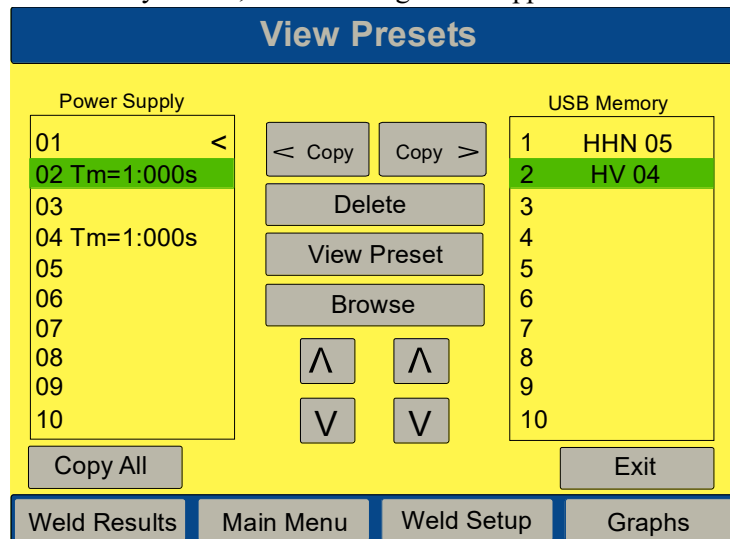 View Presets
Power Supply
01 <
02 Tm=1:000s
03
04 Tm=1:000s
05
06
07
08
09
10
< Copy
Copy >
Delete
View Preset
Browse
Λ Λ
V V
USB Memory
1 HHN 05
2 HV 04
3
4
5
6
7
8
9
10
Copy All
Exit
Weld Results
Main Menu
Weld Setup
Graphs